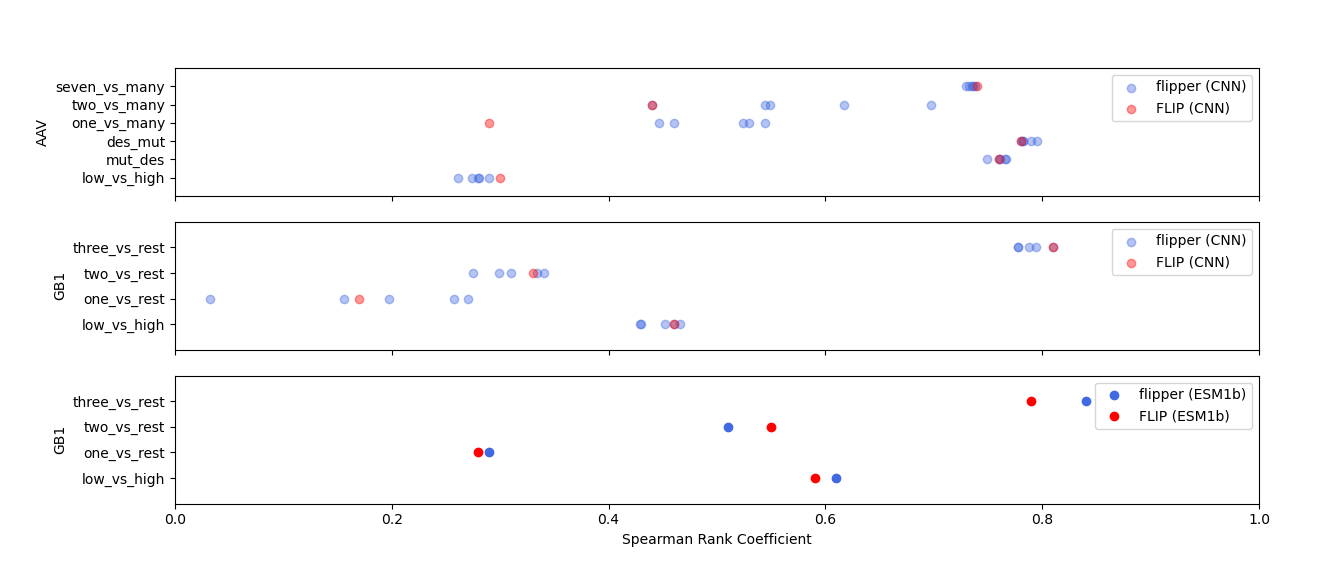 AAV
seven_vs_many
two_vs_many
one_vs_many
des_mut
mut_des
low_vs_high
flipper (CNN)
FLIP (CNN)
GB1
three_vs_rest
two_vs_rest
one_vs_rest
low_vs_high
flipper (CNN)
FLIP (CNN)
GB1
three_vs_rest
two_vs_rest
one_vs_rest
low_vs_high
flipper (ESM1b)
FLIP (ESM1b)
0.0 0.2 0.4 0.6 0.8 1.0
Spearman Rank Coefficient